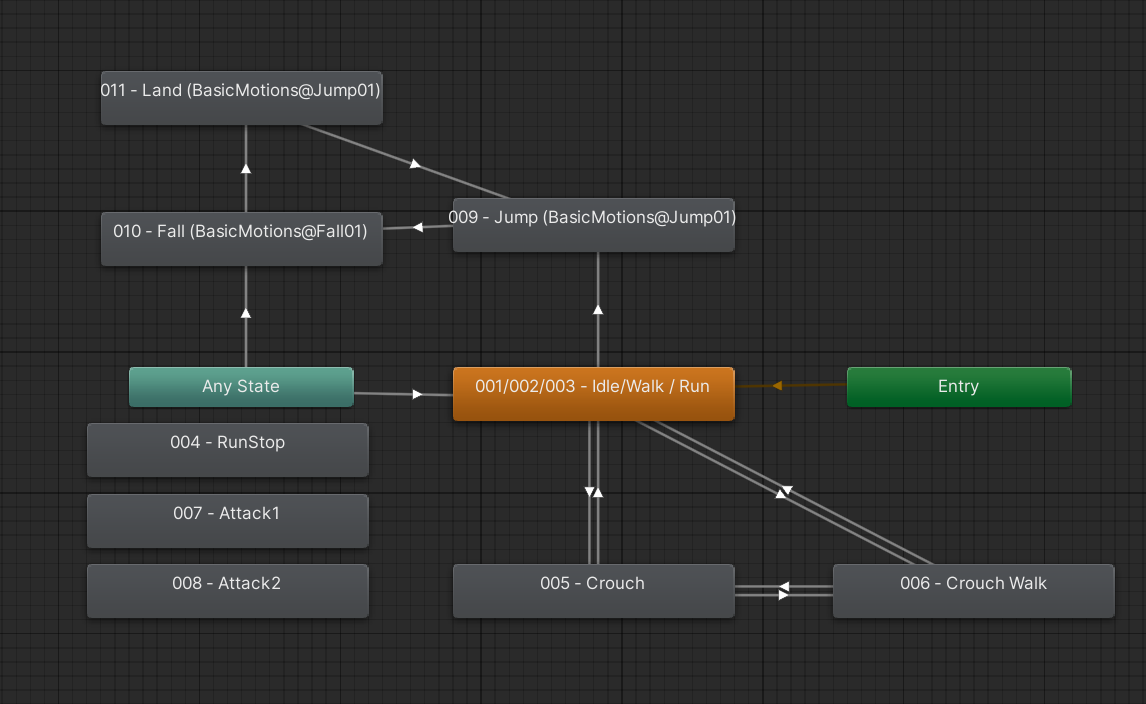 011 - Land (BasicMotions@Jump01)
009 - Jump (BasicMotions@Jump01)
010 - Fall (BasicMotions@Fall01)
Any State
001/002/003 - Idle/Walk / Run
Entry
004 - RunStop
007 - Attack1
008 - Attack2
005 - Crouch
006 - Crouch Walk